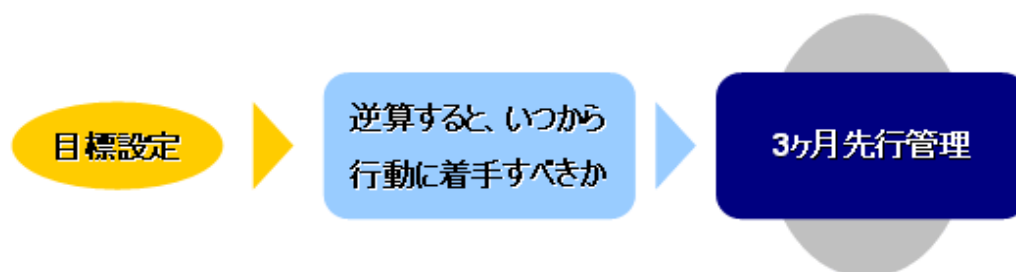 目標設定
逆算すると、いつから
行動に着手すべきか
3ヶ月先行管理